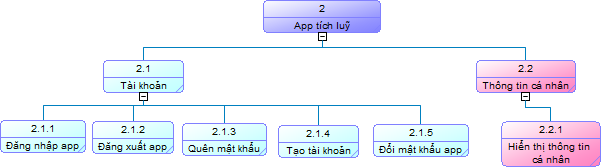 2
App tích luỹ
2.1
Tài khoản
2.2
Thông tin cá nhân
2.1.1
Đăng nhập app
2.1.2
Đăng xuất app
2.1.3
Quên mật khẩu
2.1.4
Tạo tài khoản
2.1.5
Đổi mật khẩu app
2.2.1
Hiển thị thông tin
cá nhân